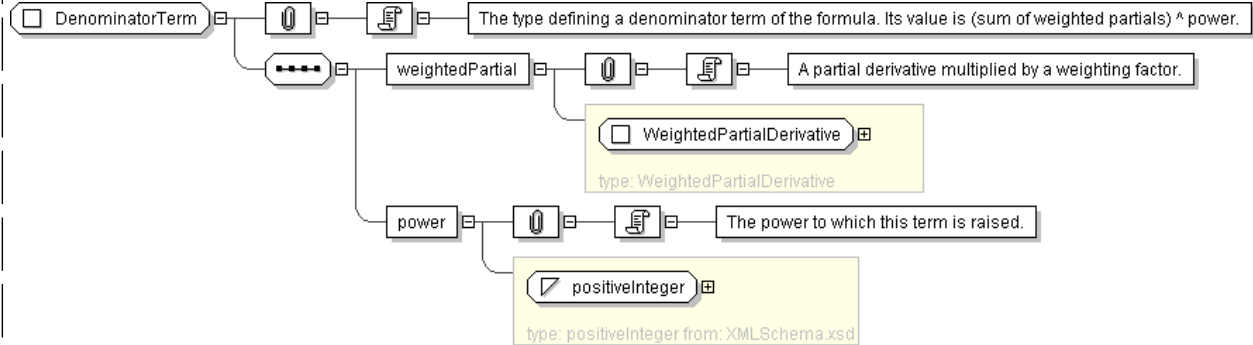 DenominatorTerm
The type defining a denominator term of the formula. Its value is (sum of weighted partials) ^ power.
weightedPartial
A partial derivative multiplied by a weighting factor.
WeightedPartialDerivative
type: WeightedPartialDerivative
power
The power to which this term is raised.
positiveInteger
type: positiveInteger from: XMLSchema.xsd